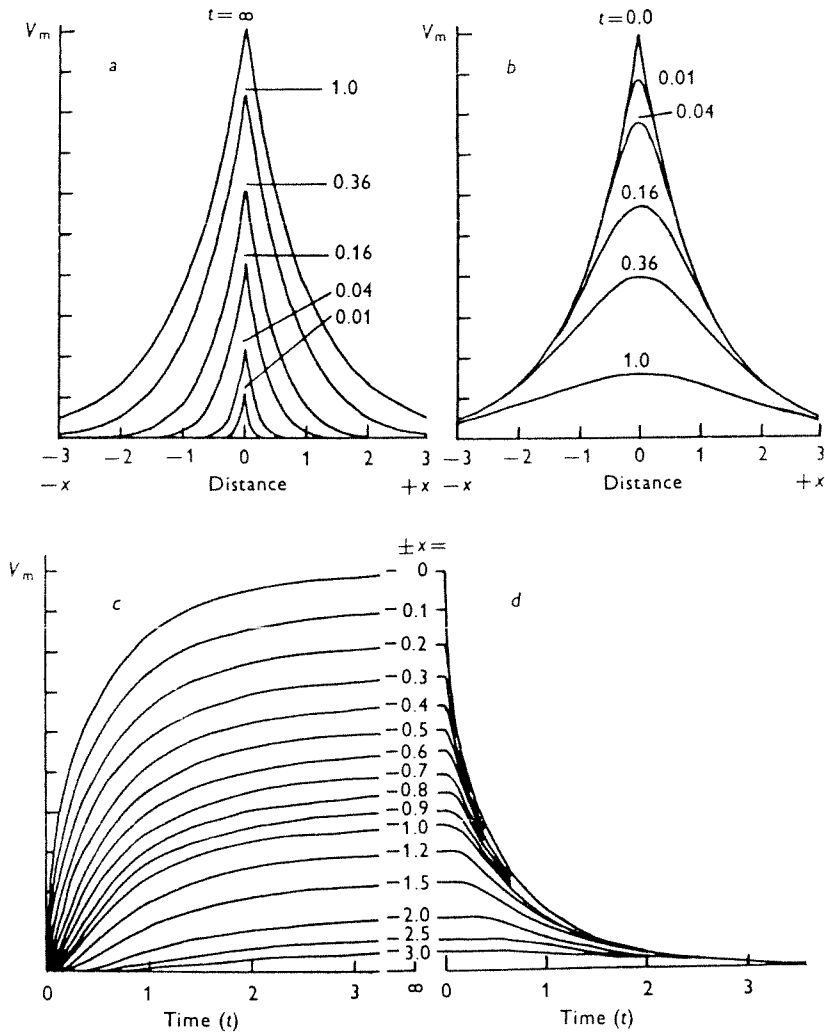 t = ∞
V m
a
1.0
0.36
0.16
0.04
0.01
−3 −2 −1 0 1 2 3
−x Distance +x
t = 0.0
V m
b
0.01
0.04
0.16
0.36
1.0
−3 −2 −1 0 1 2 3
−x Distance +x
±x =
V m
c
d
0
0.1
0.2
0.3
0.4
0.5
0.6
0.7
0.8
0.9
1.0
1.2
1.5
2.0
2.5
3.0
0 1 2 3 ∞
Time (t)
0 1 2 3
Time (t)